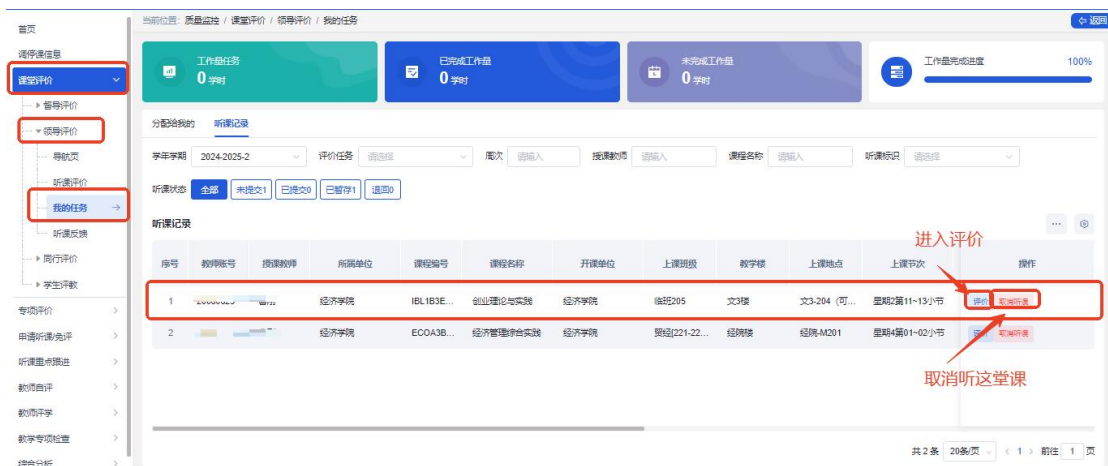 当前位置: 质量监控 / 课堂评价 / 领导评价 / 我的任务
返回
首页
调停课信息
课堂评价
督导评价
领导评价
导航页
听课评价
我的任务
听课反馈
同行评价
学生评教
专项评价
申请听课/免评
听课重点跟进
教师自评
教师评学
教学专项检查
综合分析
工作量任务
0 学时
已完成工作量
0 学时
未完成工作量
0 学时
工作量完成进度 100%
分配给我的 听课记录
学年学期 2024-2025-2 评价任务 请选择 周次 请输入 授课教师 请输入 课程名称 请输入 听课标识 请选择
听课状态 全部 未提交1 已提交0 已暂存1 退回0
听课记录
进入评价
序号 教师账号 授课教师 所属单位 课程编号 课程名称 开课单位 上课班级 教学楼 上课地点 上课节次 操作
1 经济学院 IBL1B3E... 创业理论与实践 经济学院 临班205 文3楼 文3-204 (可... 星期2第11~13小节 评价 取消听课
2 经济学院 ECOA3B... 经济管理综合实践 经济学院 贸经[221-22... 经院楼 经院-M201 星期4第01~02小节 评价 取消听课
取消听这堂课
共 2 条 20条/页 1 前往 1 页